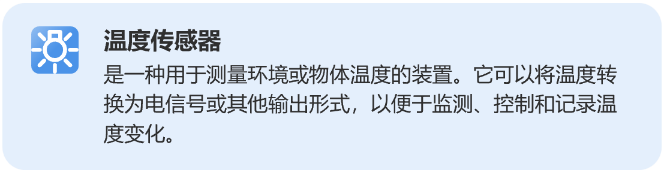 温度传感器
是一种用于测量环境或物体温度的装置。它可以将温度转
换为电信号或其他输出形式，以便于监测、控制和记录温
度变化。